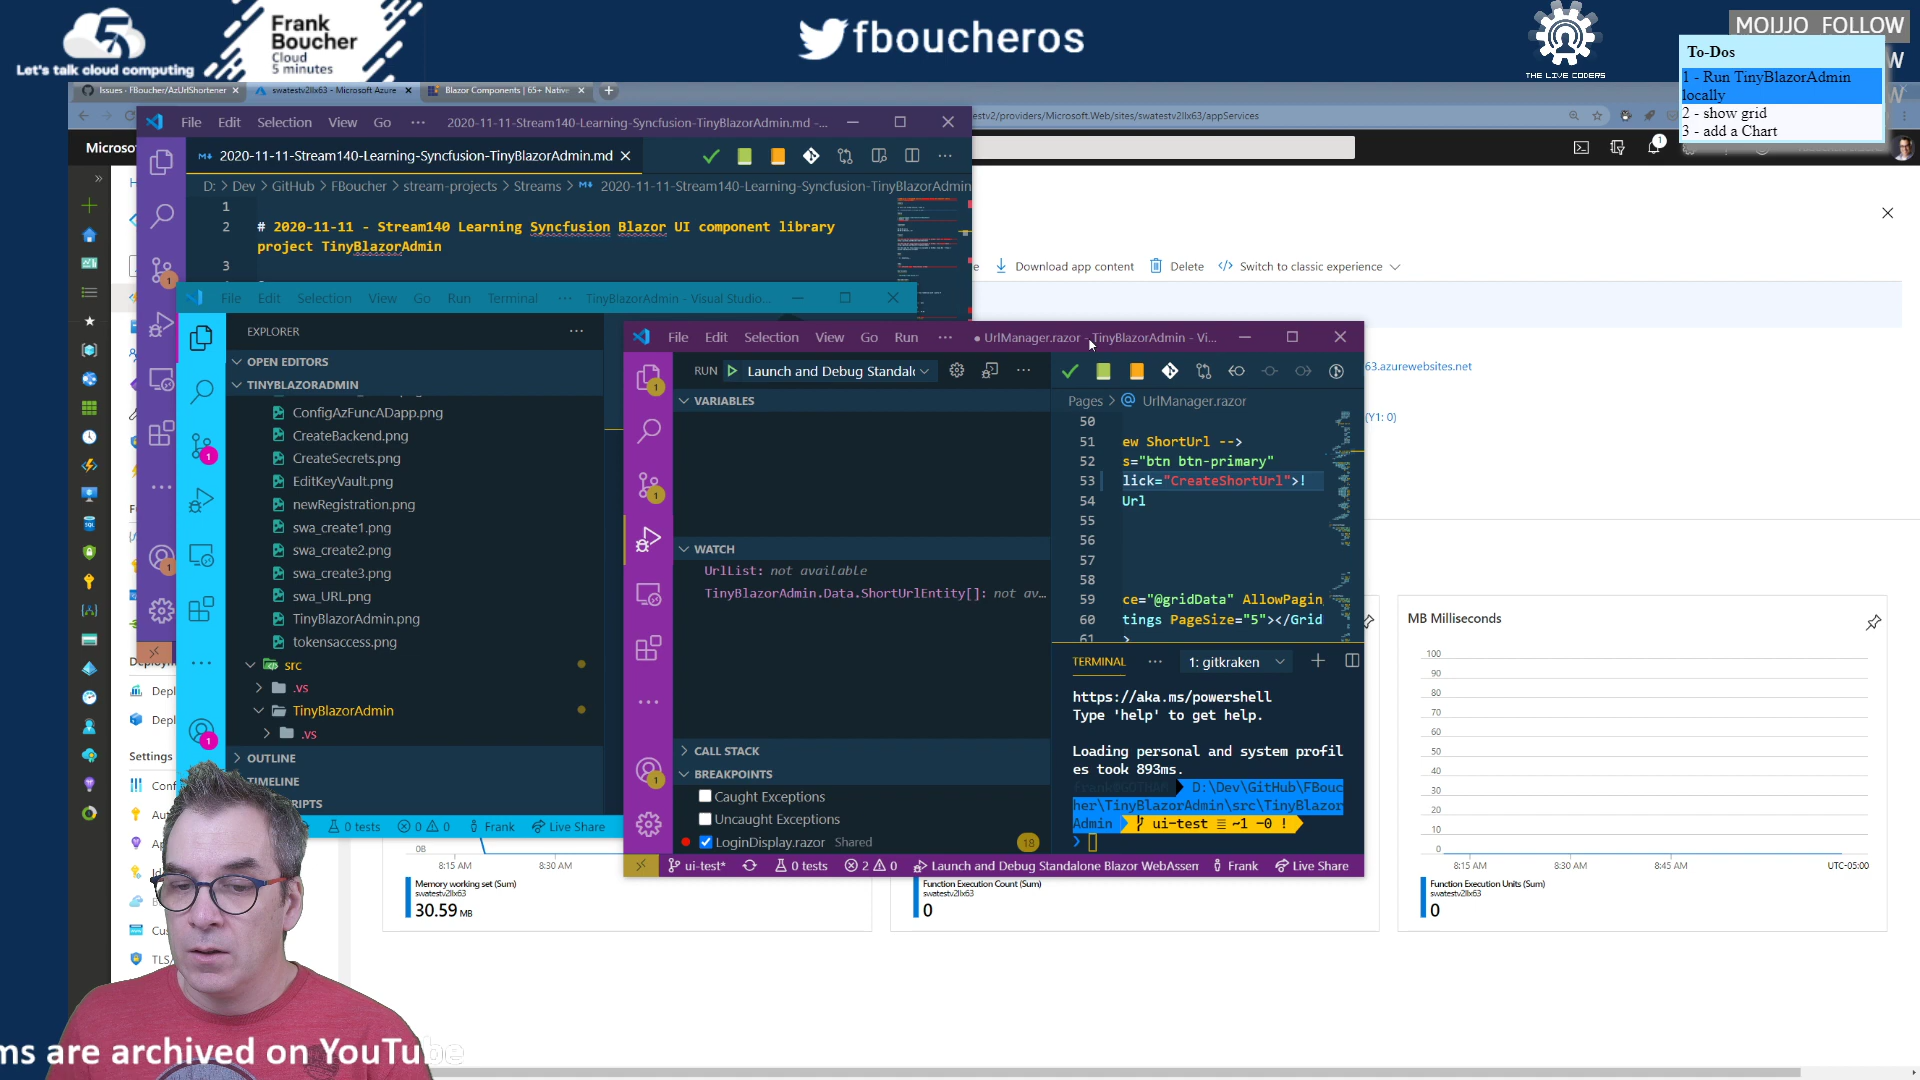 Let's talk cloud computing
Frank
Boucher
Cloud
5 minutes
fboucheros
THE LIVE CODERS
MOIJJO FOLLOW
To-Dos
1 - Run TinyBlazorAdmin
locally
2 - show grid
3 - add a Chart
Issues · FBoucher/AzUrlShortener
swatestv2llx63 - Microsoft Azure
Blazor Components | 65+ Native
estv2/providers/Microsoft.Web/sites/swatestv2llx63/appServices
Download app content
Delete
Switch to classic experience
63.azurewebsites.net
(Y1: 0)
File Edit Selection View Go
2020-11-11-Stream140-Learning-Syncfusion-TinyBlazorAdmin.md - ...
2020-11-11-Stream140-Learning-Syncfusion-TinyBlazorAdmin.md
D: > Dev > GitHub > FBoucher > stream-projects > Streams > 2020-11-11-Stream140-Learning-Syncfusion-TinyBlazorAdmin
1
2 # 2020-11-11 - Stream140 Learning Syncfusion Blazor UI component library
project TinyBlazorAdmin
3
File Edit Selection View Go Run Terminal ··· TinyBlazorAdmin - Visual Studio...
EXPLORER
OPEN EDITORS
TINYBLAZORADMIN
ConfigAzFuncADapp.png
CreateBackend.png
CreateSecrets.png
EditKeyVault.png
newRegistration.png
swa_create1.png
swa_create2.png
swa_create3.png
swa_URL.png
TinyBlazorAdmin.png
tokensaccess.png
src
.vs
TinyBlazorAdmin
.vs
OUTLINE
TIMELINE
0 tests 0 0 Frank Live Share
File Edit Selection View Go Run ··· ● UrlManager.razor - TinyBlazorAdmin - Vi...
RUN Launch and Debug Standal
VARIABLES
WATCH
UrlList: not available
TinyBlazorAdmin.Data.ShortUrlEntity[]: not av...
CALL STACK
BREAKPOINTS
Caught Exceptions
Uncaught Exceptions
LoginDisplay.razor Shared 18
Pages > UrlManager.razor
50
51 ew ShortUrl -->
52 s="btn btn-primary"
53 lick="CreateShortUrl">!
54 Url
55
56
57
58
59 ce="@gridData" AllowPagin
60 tings PageSize="5"></Grid
61 >
TERMINAL ··· 1: gitkraken
https://aka.ms/powershell
Type 'help' to get help.
Loading personal and system profil
es took 893ms.
D:\Dev\GitHub\FBouc
her\TinyBlazorAdmin\src\TinyBlazor
Admin ui-test ≡ ~1 -0 !
ui-test* 0 tests 2 0 Launch and Debug Standalone Blazor WebAssem Frank Live Share
Settings
MB Milliseconds
100
90
80
70
60
50
40
30
20
10
0
8:15 AM 8:30 AM 8:45 AM UTC-05:00
Function Execution Units (Sum)
swatestv2llx63
0
0B
8:15 AM 8:30 AM
Memory working set (Sum)
swatestv2llx63
30.59 MB
Function Execution Count (Sum)
swatestv2llx63
0
ms are archived on YouTube